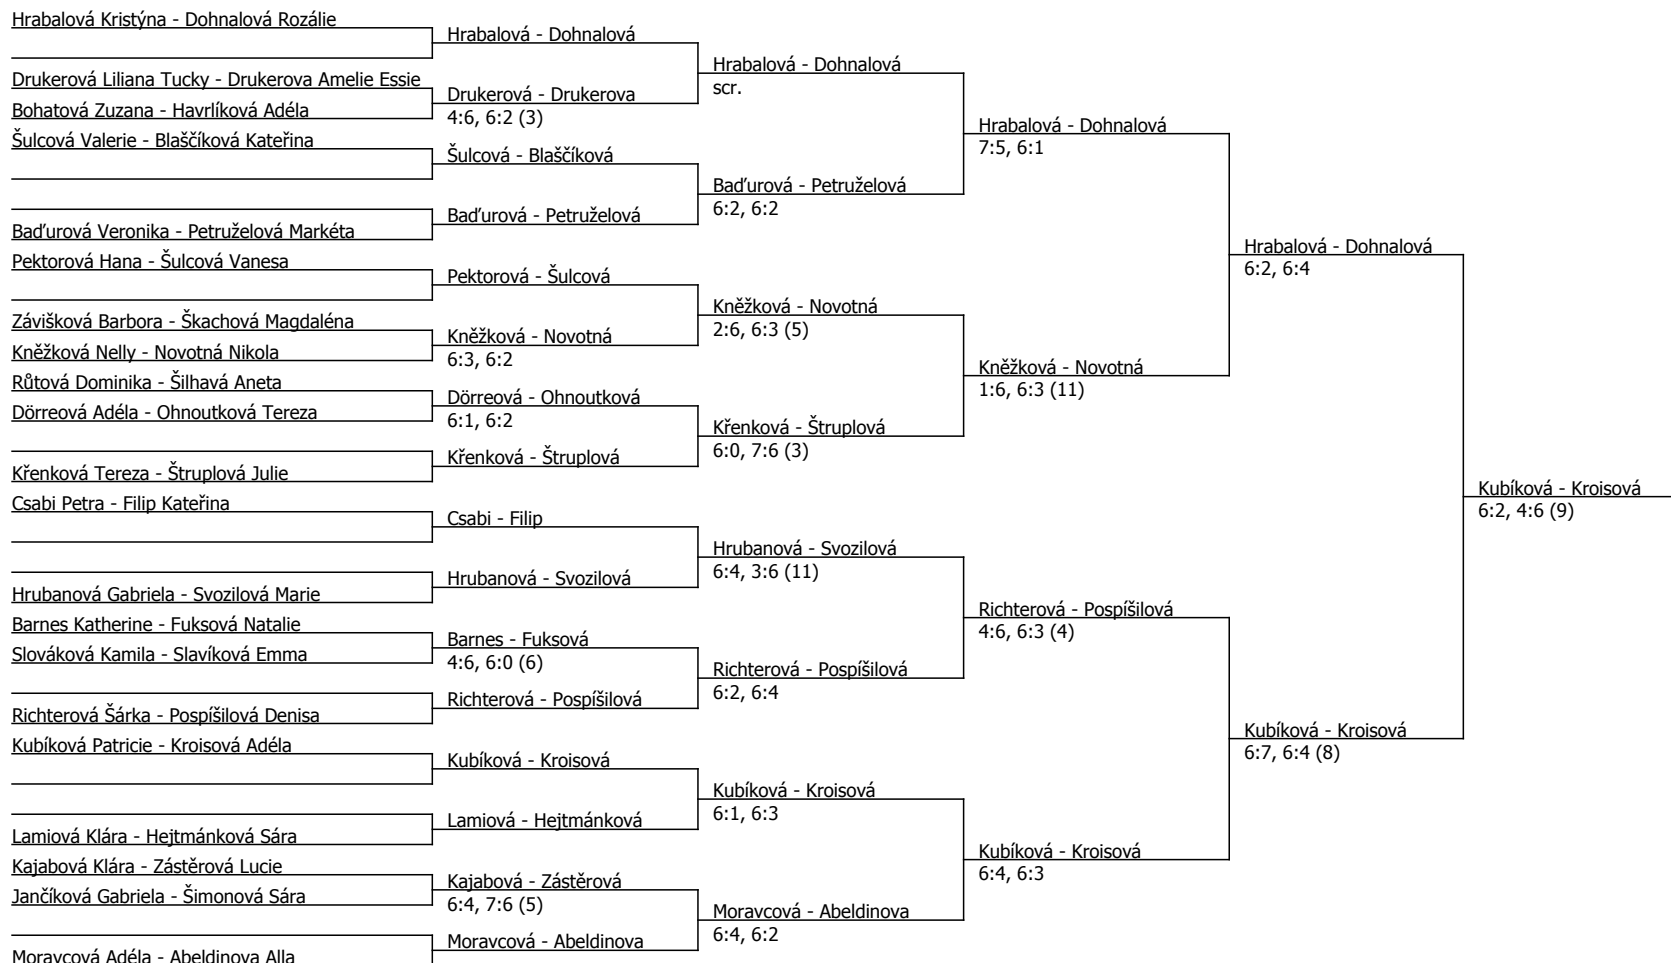 Hrabalová Kristýna - Dohnalová Rozálie
Drukerová Liliana Tucky - Drukerova Amelie Essie
Bohatová Zuzana - Havrlíková Adéla
Šulcová Valerie - Blaščíková Kateřina
Baďurová Veronika - Petruželová Markéta
Pektorová Hana - Šulcová Vanesa
Závišková Barbora - Škachová Magdaléna
Kněžková Nelly - Novotná Nikola
Růtová Dominika - Šilhavá Aneta
Dörreová Adéla - Ohnoutková Tereza
Křenková Tereza - Štruplová Julie
Csabi Petra - Filip Kateřina
Hrubanová Gabriela - Svozilová Marie
Barnes Katherine - Fuksová Natalie
Slováková Kamila - Slavíková Emma
Richterová Šárka - Pospíšilová Denisa
Kubíková Patricie - Kroisová Adéla
Lamiová Klára - Hejtmánková Sára
Kajabová Klára - Zástěrová Lucie
Jančíková Gabriela - Šimonová Sára
Moravcová Adéla - Abeldinova Alla
Hrabalová - Dohnalová
Drukerová - Drukerova
4:6, 6:2 (3)
Šulcová - Blaščíková
Baďurová - Petruželová
Pektorová - Šulcová
Kněžková - Novotná
6:3, 6:2
Dörreová - Ohnoutková
6:1, 6:2
Křenková - Štruplová
Csabi - Filip
Hrubanová - Svozilová
Barnes - Fuksová
4:6, 6:0 (6)
Richterová - Pospíšilová
Kubíková - Kroisová
Lamiová - Hejtmánková
Kajabová - Zástěrová
6:4, 7:6 (5)
Moravcová - Abeldinova
Hrabalová - Dohnalová
scr.
Baďurová - Petruželová
6:2, 6:2
Kněžková - Novotná
2:6, 6:3 (5)
Křenková - Štruplová
6:0, 7:6 (3)
Hrubanová - Svozilová
6:4, 3:6 (11)
Richterová - Pospíšilová
6:2, 6:4
Kubíková - Kroisová
6:1, 6:3
Moravcová - Abeldinova
6:4, 6:2
Hrabalová - Dohnalová
7:5, 6:1
Kněžková - Novotná
1:6, 6:3 (11)
Richterová - Pospíšilová
4:6, 6:3 (4)
Kubíková - Kroisová
6:4, 6:3
Hrabalová - Dohnalová
6:2, 6:4
Kubíková - Kroisová
6:7, 6:4 (8)
Kubíková - Kroisová
6:2, 4:6 (9)